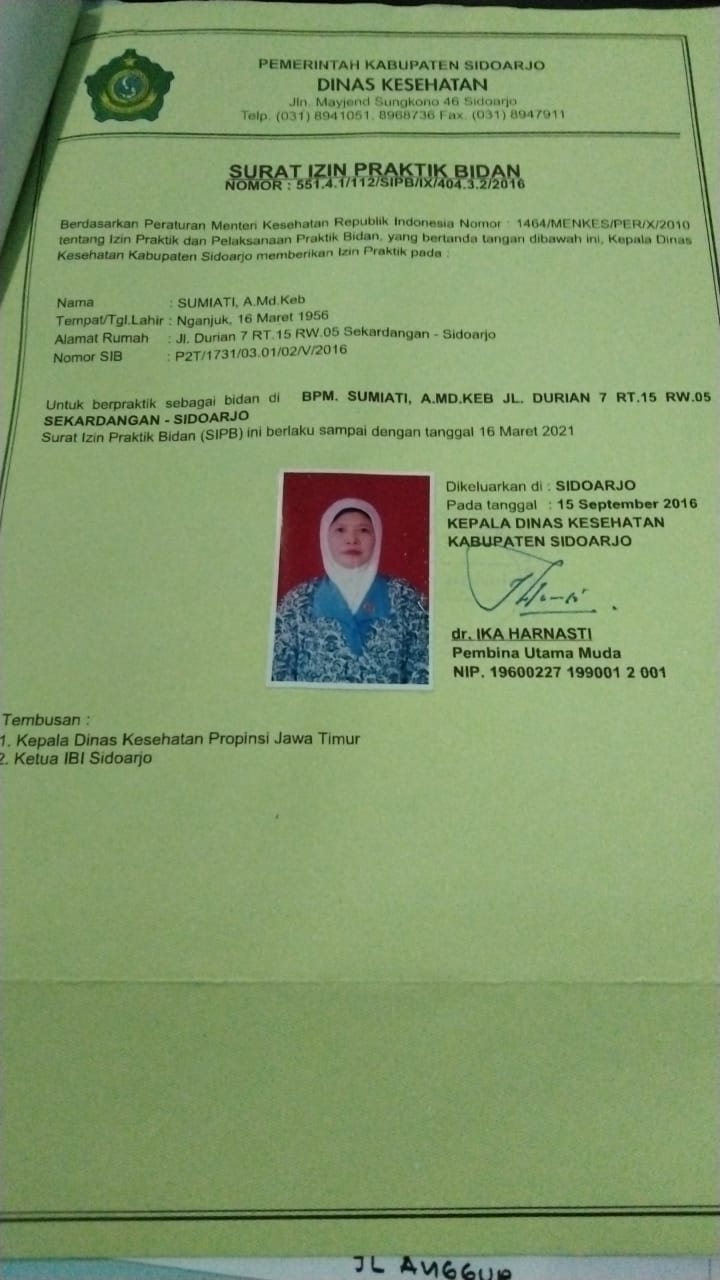 PEMERINTAH KABUPATEN SIDOARJO
DINAS KESEHATAN
Jln. Mayjend Sungkono 46 Sidoarjo
Telp. (031) 8941051, 8968736 Fax. (031) 8947911
SURAT IZIN PRAKTIK BIDAN
NOMOR : 551.4.1/112/SIPB/IX/404.3.2/2016
Berdasarkan Peraturan Menteri Kesehatan Republik Indonesia Nomor : 1464/MENKES/PER/X/2010
tentang Izin Praktik dan Pelaksanaan Praktik Bidan, yang bertanda tangan dibawah ini, Kepala Dinas
Kesehatan Kabupaten Sidoarjo memberikan Izin Praktik pada :
Nama : SUMIATI, A.Md.Keb
Tempat/Tgl.Lahir : Nganjuk, 16 Maret 1956
Alamat Rumah : Jl. Durian 7 RT.15 RW.05 Sekardangan - Sidoarjo
Nomor SIB : P2T/1731/03.01/02/V/2016
Untuk berpraktik sebagai bidan di BPM. SUMIATI, A.MD.KEB JL. DURIAN 7 RT.15 RW.05
SEKARDANGAN - SIDOARJO
Surat Izin Praktik Bidan (SIPB) ini berlaku sampai dengan tanggal 16 Maret 2021
Dikeluarkan di : SIDOARJO
Pada tanggal : 15 September 2016
KEPALA DINAS KESEHATAN
KABUPATEN SIDOARJO
dr. IKA HARNASTI
Pembina Utama Muda
NIP. 19600227 199001 2 001
Tembusan :
1. Kepala Dinas Kesehatan Propinsi Jawa Timur
2. Ketua IBI Sidoarjo
JL ANGGUR